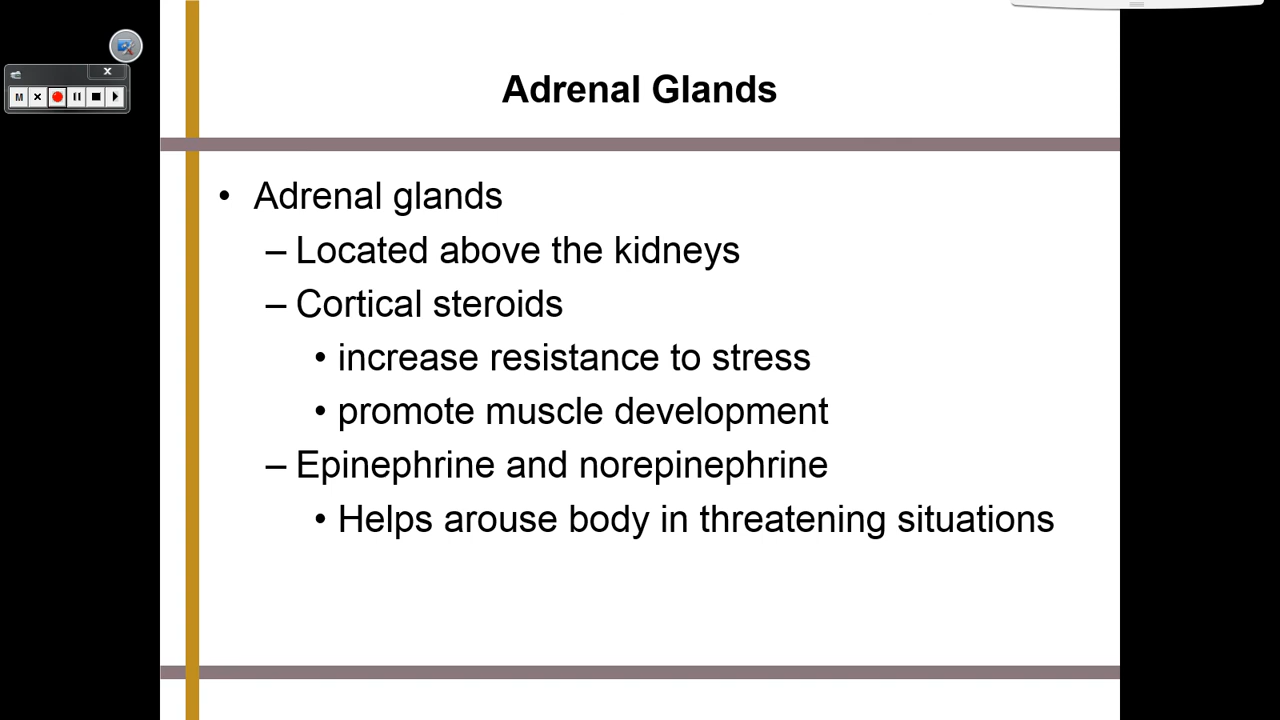 Adrenal Glands
M
• Adrenal glands
– Located above the kidneys
– Cortical steroids
• increase resistance to stress
• promote muscle development
– Epinephrine and norepinephrine
• Helps arouse body in threatening situations